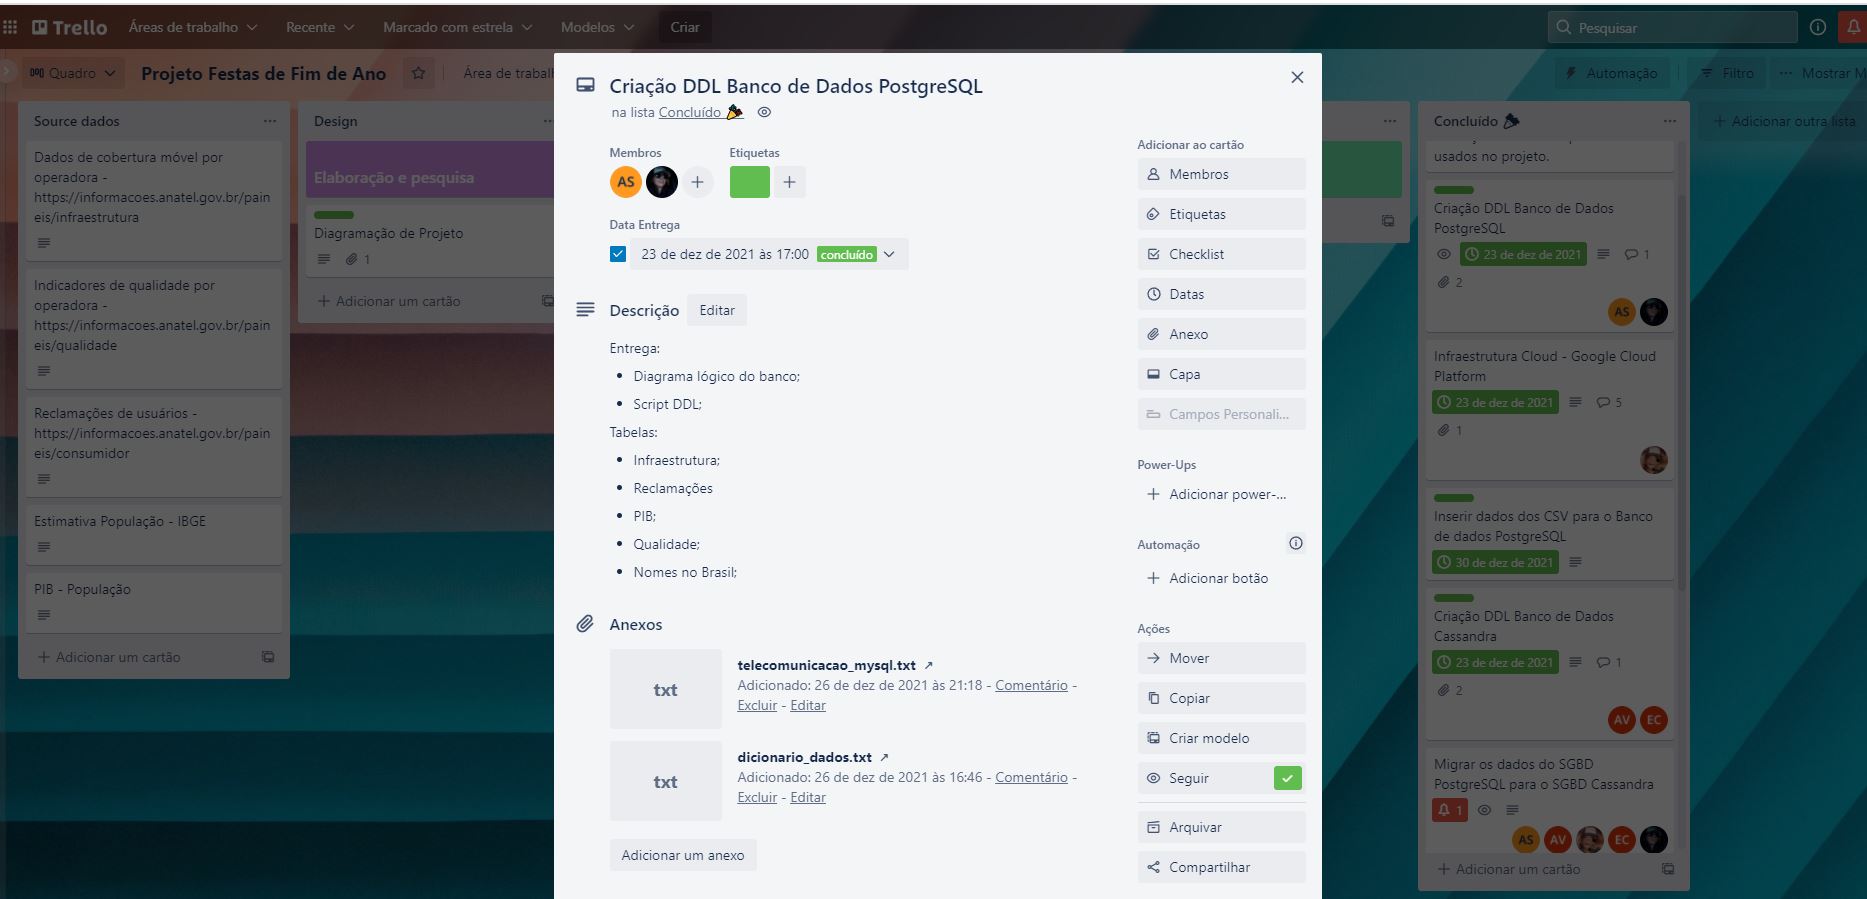 Trello
Áreas de trabalho
Recente
Marcado com estrela
Modelos
Criar
Pesquisar
Quadro
Projeto Festas de Fim de Ano
Automação
Filtro
Source dados
Dados de cobertura móvel por
operadora -
https://informacoes.anatel.gov.br/pain
eis/infraestrutura
Indicadores de qualidade por
operadora -
https://informacoes.anatel.gov.br/pain
eis/qualidade
Reclamações de usuários -
https://informacoes.anatel.gov.br/pain
eis/consumidor
Estimativa População - IBGE
PIB - População
+ Adicionar um cartão
Design
Elaboração e pesquisa
Diagramação de Projeto
1
+ Adicionar um cartão
Criação DDL Banco de Dados PostgreSQL
na lista Concluído
Membros
Etiquetas
AS
+
+
Data Entrega
23 de dez de 2021 às 17:00 concluído
Descrição
Editar
Entrega:
• Diagrama lógico do banco;
• Script DDL;
Tabelas:
• Infraestrutura;
• Reclamações
• PIB;
• Qualidade;
• Nomes no Brasil;
Anexos
txt
telecomunicacao_mysql.txt ↗
Adicionado: 26 de dez de 2021 às 21:18 - Comentário -
Excluir - Editar
txt
dicionario_dados.txt ↗
Adicionado: 26 de dez de 2021 às 16:46 - Comentário -
Excluir - Editar
Adicionar um anexo
Adicionar ao cartão
Membros
Etiquetas
Checklist
Datas
Anexo
Capa
Campos Personali...
Power-Ups
+ Adicionar power-...
Automação
+ Adicionar botão
Ações
Mover
Copiar
Criar modelo
Seguir
Arquivar
Compartilhar
Concluído
usados no projeto.
Criação DDL Banco de Dados
PostgreSQL
23 de dez de 2021
1
2
AS
Infraestrutura Cloud - Google Cloud
Platform
23 de dez de 2021
5
1
Inserir dados dos CSV para o Banco
de dados PostgreSQL
30 de dez de 2021
Criação DDL Banco de Dados
Cassandra
23 de dez de 2021
1
2
AV EC
Migrar os dados do SGBD
PostgreSQL para o SGBD Cassandra
1
AS AV EC
+ Adicionar um cartão
+ Adicionar outra lista